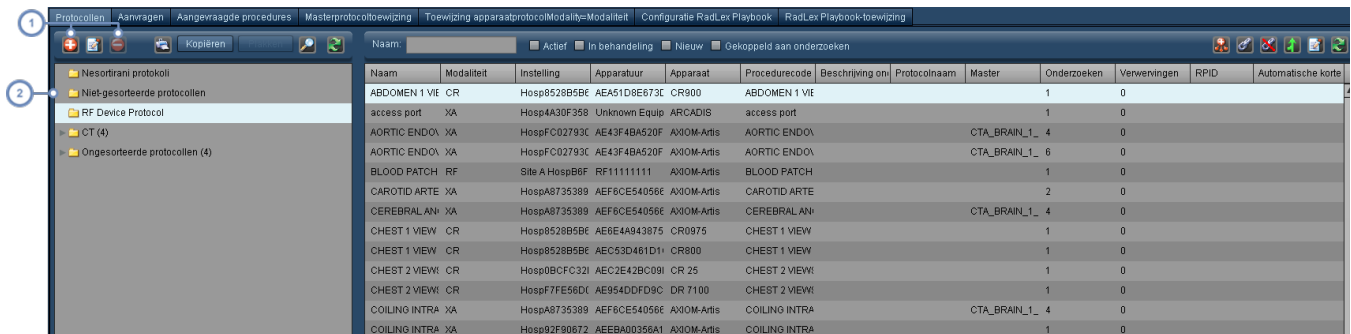 Protocollen Aanvragen Aangevraagde procedures Masterprotocoltoewijzing Toewijzing apparaatprotocolModality=Modaliteit Configuratie RadLex Playbook RadLex Playbook-toewijzing
1
Kopiëren Naam: Actief In behandeling Nieuw Gekoppeld aan onderzoeken
2
Nesortirani protokoli
Niet-gesorteerde protocollen
RF Device Protocol
CT (4)
Ongesorteerde protocollen (4)
Naam Modaliteit Instelling Apparatuur Apparaat Procedurecode Beschrijving on Protocolnaam Master Onderzoeken Verwervingen RPID Automatische korte
ABDOMEN 1 VIE CR Hosp8528B5B6 AEA51D8E673D CR900 ABDOMEN 1 VIE 1 0
access port XA Hosp4A30F358 Unknown Equip ARCADIS access port 1 0
AORTIC ENDOV XA HospFC02793C AE43F4BA520F AXIOM-Artis AORTIC ENDOV CTA_BRAIN_1_ 4 0
AORTIC ENDOV XA HospFC02793C AE43F4BA520F AXIOM-Artis AORTIC ENDOV CTA_BRAIN_1_ 6 0
BLOOD PATCH RF Site A HospB6F RF11111111 AXIOM-Artis BLOOD PATCH 1 0
CAROTID ARTE XA HospA8735389 AEF6CE540566 AXIOM-Artis CAROTID ARTE 2 0
CEREBRAL AN XA HospA8735389 AEF6CE540566 AXIOM-Artis CEREBRAL AN CTA_BRAIN_1_ 4 0
CHEST 1 VIEW CR Hosp8528B5B6 AE6E4A943875 CR0975 CHEST 1 VIEW 1 0
CHEST 1 VIEW CR Hosp8528B5B6 AEC53D461D1 CR800 CHEST 1 VIEW 1 0
CHEST 2 VIEWS CR Hosp0BCFC32 AEC2E42BC09 CR 25 CHEST 2 VIEWS 1 0
CHEST 2 VIEWS CR HospF7FE56D AE954DDFD9C DR 7100 CHEST 2 VIEWS 1 0
COILING INTRA XA HospA8735389 AEF6CE540566 AXIOM-Artis COILING INTRA CTA_BRAIN_1_ 4 0
COILING INTRA XA Hosp92F90672 AEEBA00356A1 AXIOM-Artis COILING INTRA 1 0